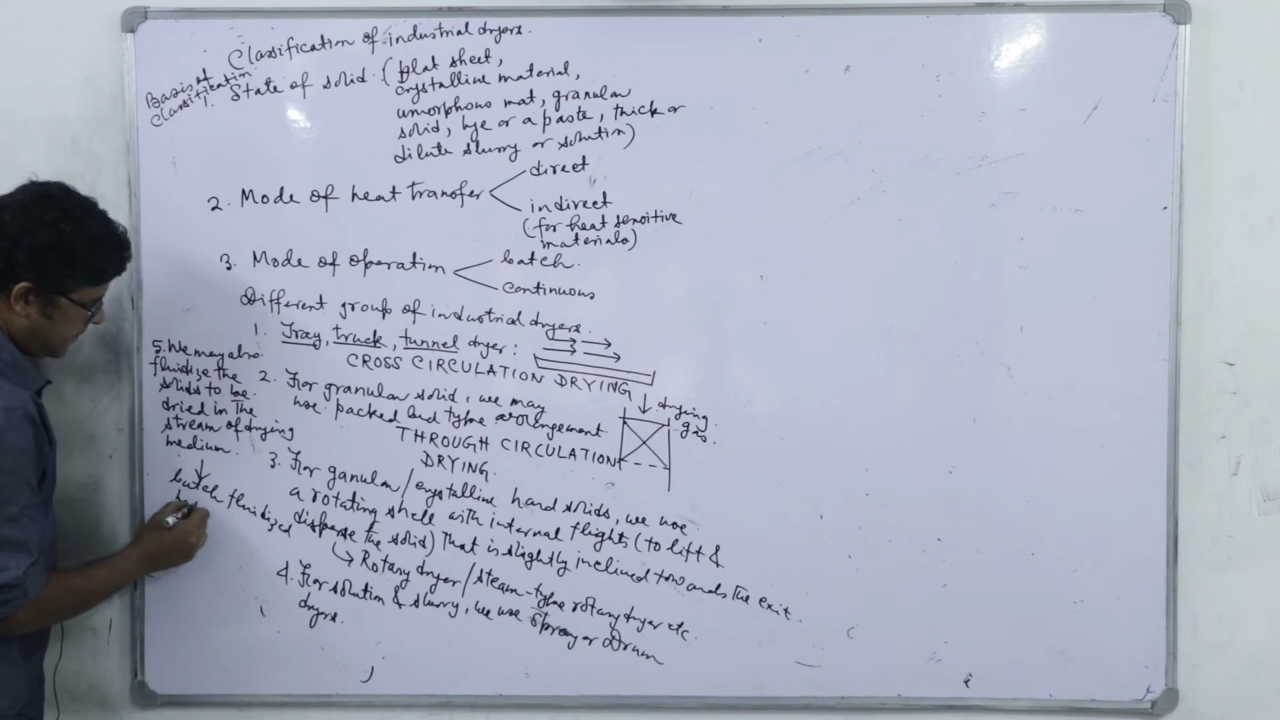 Classification of industrial dryers.
Basis of
Classification
1. State of solid. (flat sheet,
crystalline material,
amorphous mat, granular
solid, lye or a paste, thick or
dilute slurry or solution)
2. Mode of heat transfer
direct
indirect
(for heat sensitive
materials)
3. Mode of operation
batch.
continuous
Different group of industrial dryers.
1. Tray, truck, tunnel dryer:
CROSS CIRCULATION DRYING
2. For granular solid, we may
use packed bed type arrangement
drying
gas.
THROUGH CIRCULATION
DRYING.
3. For ganular/crystalline hard solids, we use
a rotating shell with internal flights (to lift &
disperse the solid) that is slightly inclined towards the exit.
Rotary dryer/steam-type rotary dryer etc.
4. For solution & slurry, we use Spray or Drum
dryer.
5. We may also
fluidize the
solids to be
dried in the
stream of drying
medium.
batch fluidized
b